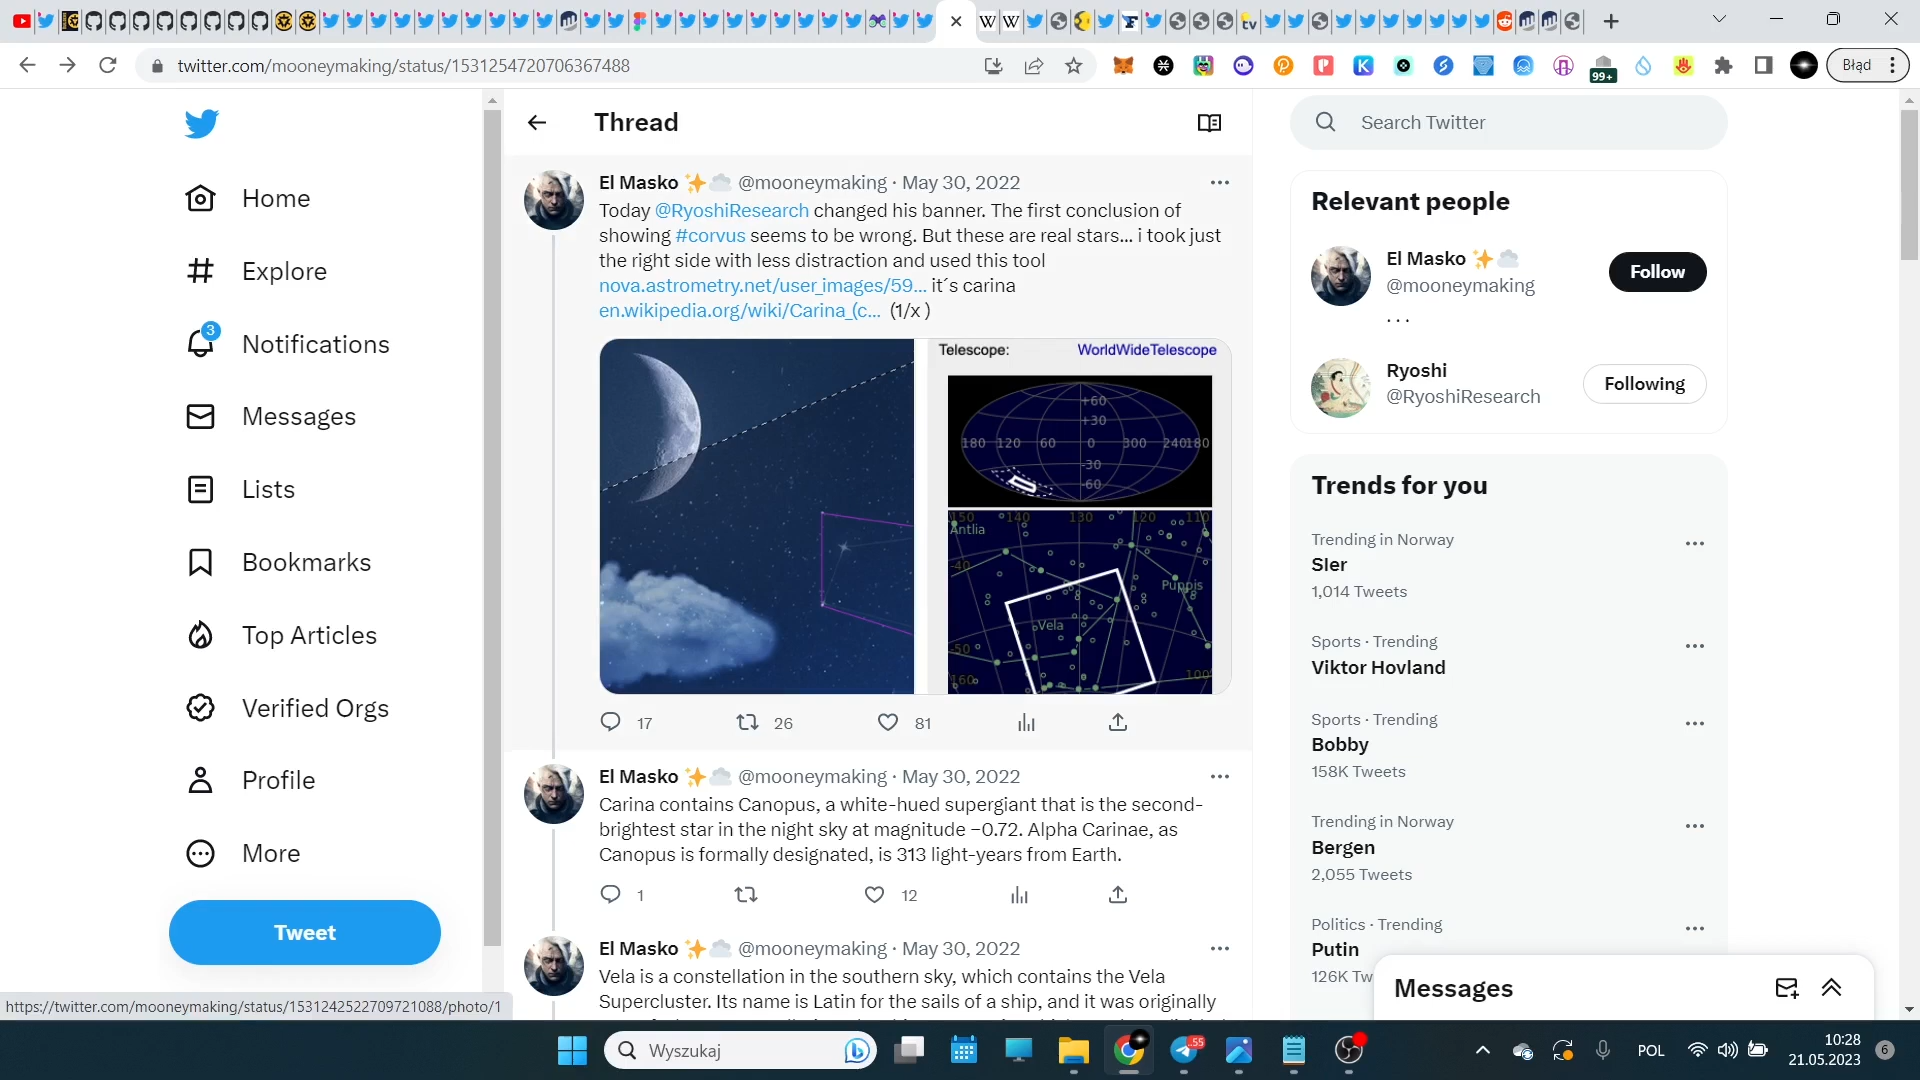 twitter.com/mooneymaking/status/1531254720706367488
99+
Błąd
Home
Explore
3
Notifications
Messages
Lists
Bookmarks
Top Articles
Verified Orgs
Profile
More
Tweet
https://twitter.com/mooneymaking/status/1531242522709721088/photo/1
Thread
El Masko @mooneymaking · May 30, 2022
Today @RyoshiResearch changed his banner. The first conclusion of
showing #corvus seems to be wrong. But these are real stars... i took just
the right side with less distraction and used this tool
nova.astrometry.net/user_images/59... it´s carina
en.wikipedia.org/wiki/Carina_(c... (1/x )
Telescope: WorldWideTelescope
+60
+30
180 120 60 0 300 240180
-30
-60
150 140 130 120 110
Antlia
-40
Puppis
Vela
-50
160 100
17 26 81
El Masko @mooneymaking · May 30, 2022
Carina contains Canopus, a white-hued supergiant that is the second-
brightest star in the night sky at magnitude −0.72. Alpha Carinae, as
Canopus is formally designated, is 313 light-years from Earth.
1 12
El Masko @mooneymaking · May 30, 2022
Vela is a constellation in the southern sky, which contains the Vela
Supercluster. Its name is Latin for the sails of a ship, and it was originally
Search Twitter
Relevant people
El Masko
@mooneymaking
Follow
. . .
Ryoshi
@RyoshiResearch
Following
Trends for you
Trending in Norway
Sler
1,014 Tweets
Sports · Trending
Viktor Hovland
Sports · Trending
Bobby
158K Tweets
Trending in Norway
Bergen
2,055 Tweets
Politics · Trending
Putin
126K Tw
Messages
Wyszukaj
55
POL
10:28
21.05.2023
6